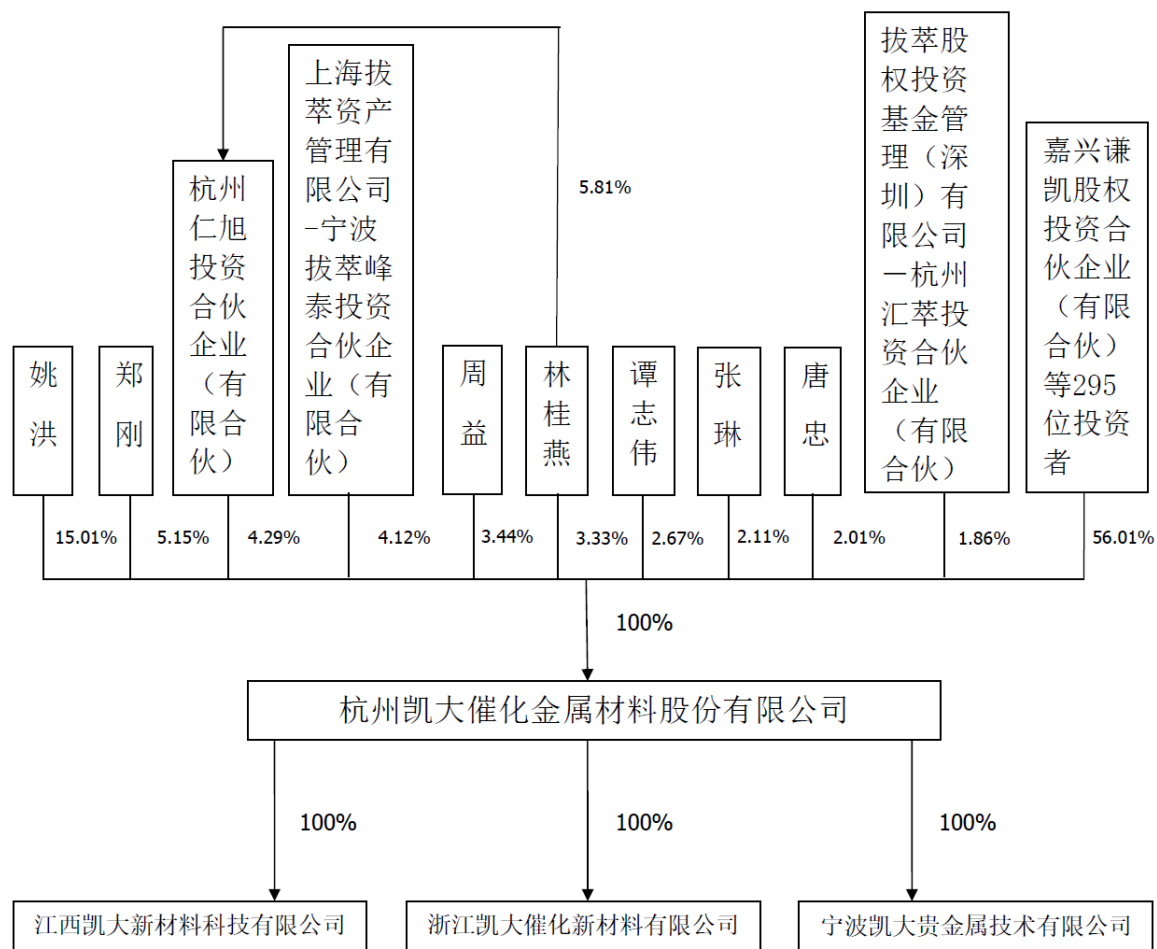 上海拔
萃资产
管理有
限公司
-宁波
拔萃峰
泰投资
合伙企
业（有
限合
伙）
拔萃股
权投资
基金管
理（深
圳）有
限公司
－杭州
汇萃投
资合伙
企业
（有限
合伙）
嘉兴谦
凯股权
投资合
伙企业
（有限
合伙）
等295
位投资
者
杭州
仁旭
投资
合伙
企业
（有
限合
伙）
5.81%
姚
洪
郑
刚
周
益
林
桂
燕
谭
志
伟
张
琳
唐
忠
15.01%
5.15%
4.29%
4.12%
3.44%
3.33%
2.67%
2.11%
2.01%
1.86%
56.01%
100%
杭州凯大催化金属材料股份有限公司
100%
100%
100%
江西凯大新材料科技有限公司
浙江凯大催化新材料有限公司
宁波凯大贵金属技术有限公司